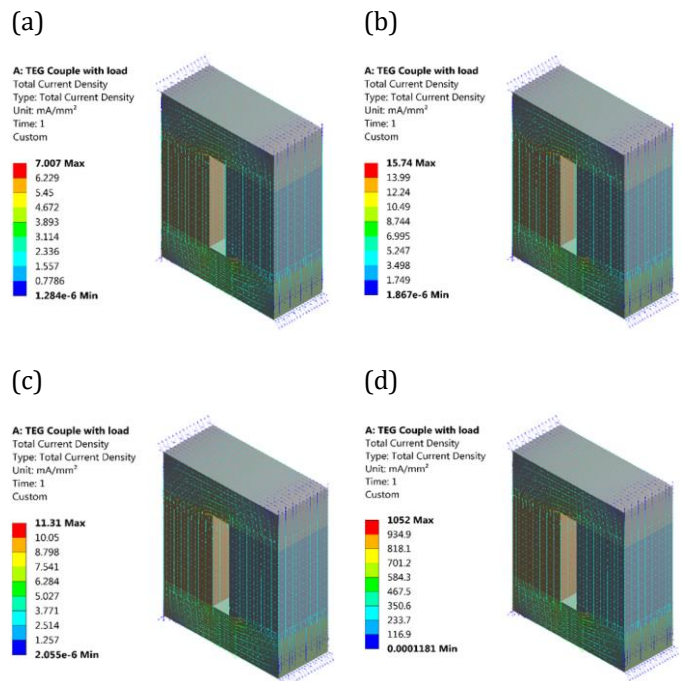 (a)
A: TEG Couple with load
Total Current Density
Type: Total Current Density
Unit: mA/mm²
Time: 1
Custom
7.007 Max
6.229
5.45
4.672
3.893
3.114
2.336
1.557
0.7786
1.284e-6 Min
(b)
A: TEG Couple with load
Total Current Density
Type: Total Current Density
Unit: mA/mm²
Time: 1
Custom
15.74 Max
13.99
12.24
10.49
8.744
6.995
5.247
3.498
1.749
1.867e-6 Min
(c)
A: TEG Couple with load
Total Current Density
Type: Total Current Density
Unit: mA/mm²
Time: 1
Custom
11.31 Max
10.05
8.798
7.541
6.284
5.027
3.771
2.514
1.257
2.055e-6 Min
(d)
A: TEG Couple with load
Total Current Density
Type: Total Current Density
Unit: mA/mm²
Time: 1
Custom
1052 Max
934.9
818.1
701.2
584.3
467.5
350.6
233.7
116.9
0.0001181 Min